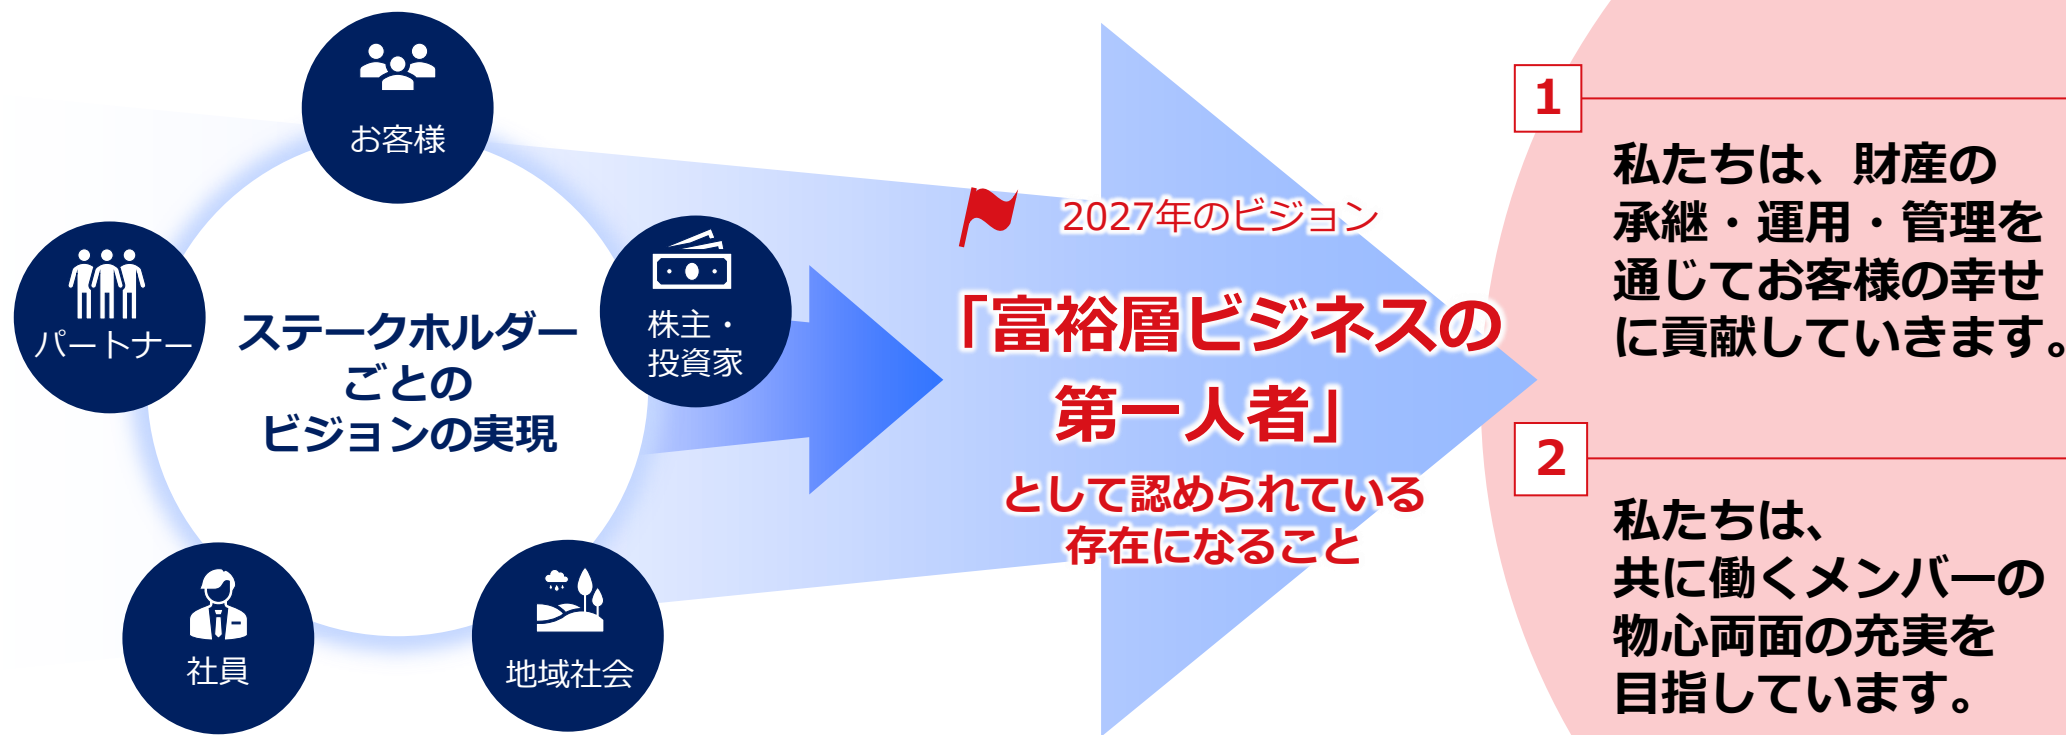 お客様
パートナー
株主・
投資家
社員
地域社会
ステークホルダー
ごとの
ビジョンの実現
2027年のビジョン
「富裕層ビジネスの
第一人者」
として認められている
存在になること
1
私たちは、財産の
承継・運用・管理を
通じてお客様の幸せ
に貢献していきます。
2
私たちは、
共に働くメンバーの
物心両面の充実を
目指しています。